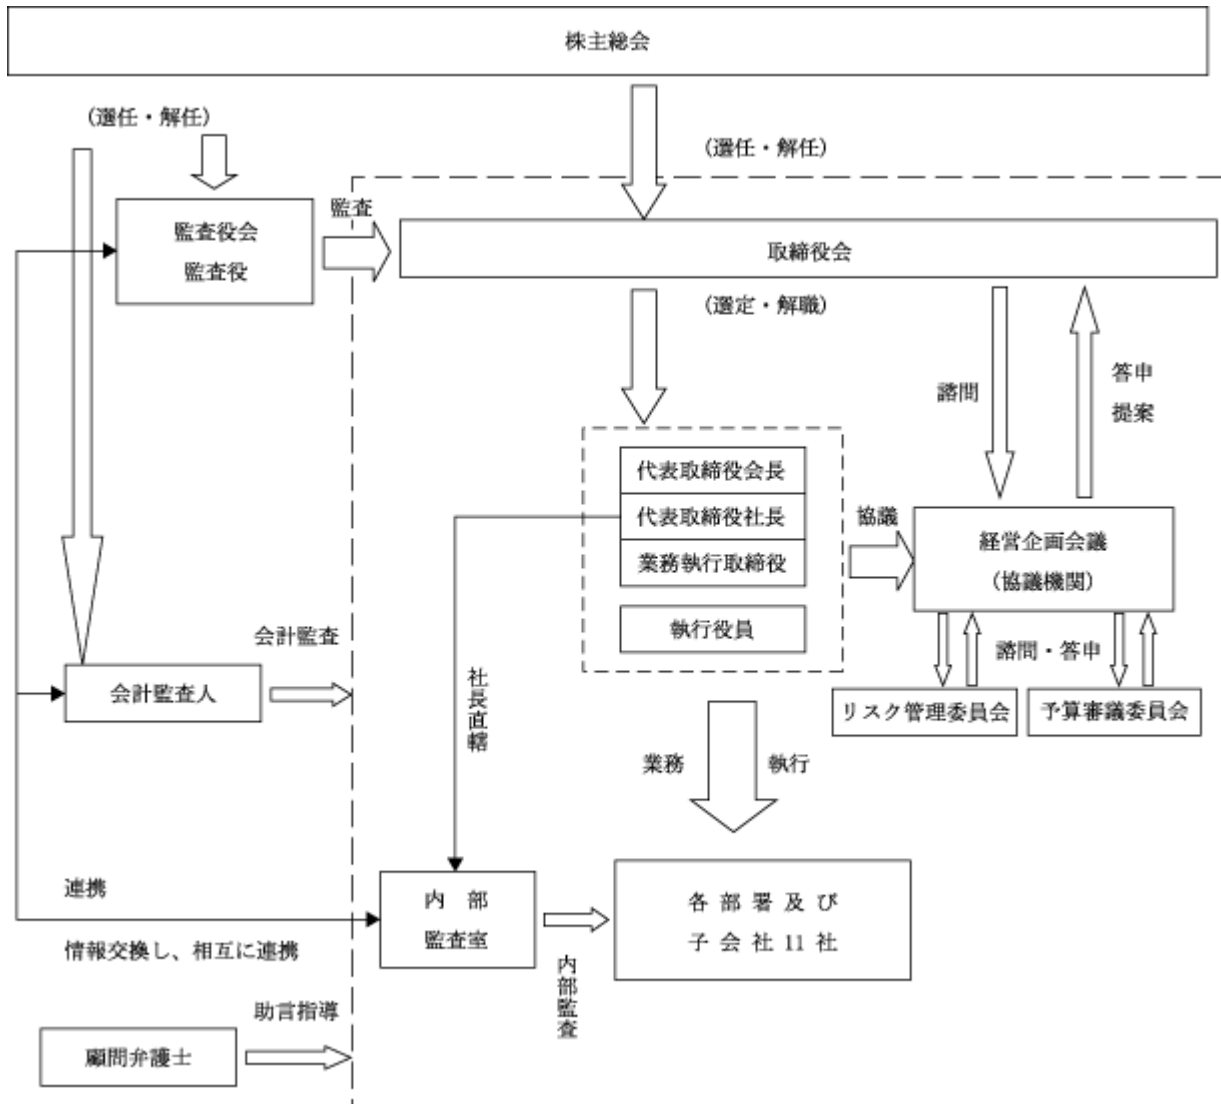 株主総会
(選任・解任)
(選任・解任)
監査役会
監査役
監査
取締役会
(選定・解職)
諮問
答申
提案
代表取締役会長
代表取締役社長
業務執行取締役
執行役員
協議
経営企画会議
(協議機関)
諮問・答申
リスク管理委員会
予算審議委員会
会計監査
会計監査人
社長直轄
業務
執行
連携
情報交換し、相互に連携
内 部
監査室
各 部 署 及 び
子 会 社 11 社
内部監査
助言指導
顧問弁護士